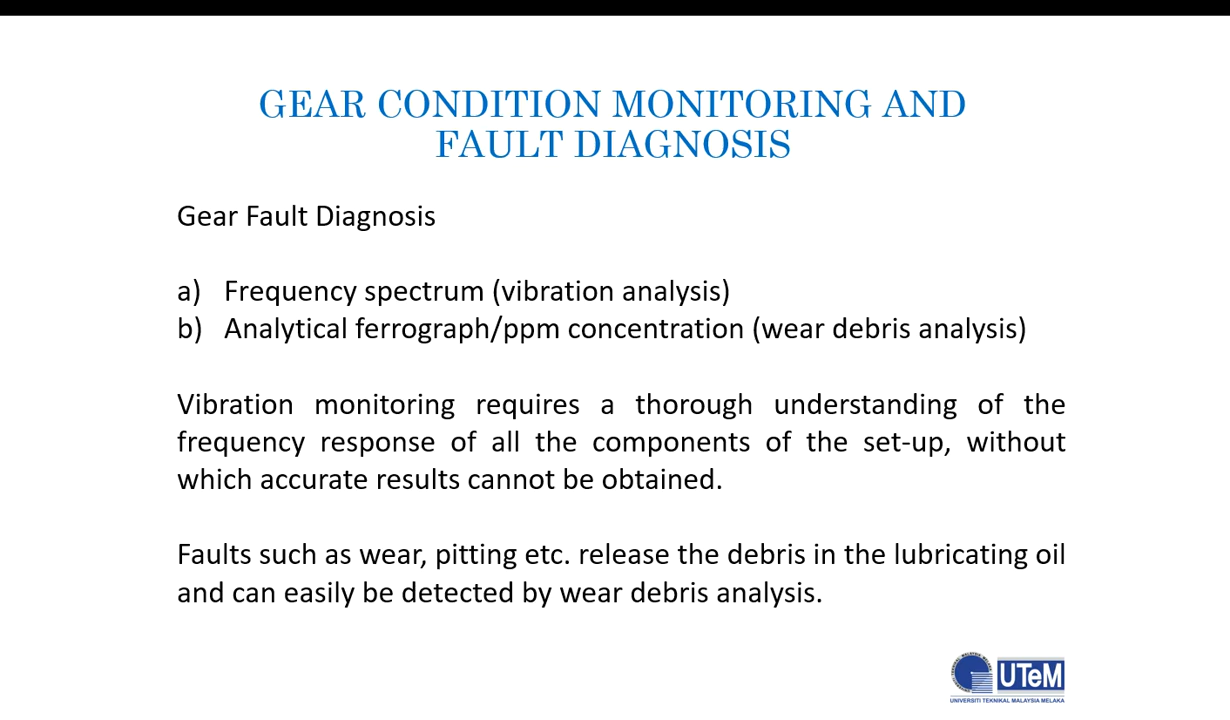 GEAR CONDITION MONITORING AND
FAULT DIAGNOSIS
Gear Fault Diagnosis
a) Frequency spectrum (vibration analysis)
b) Analytical ferrograph/ppm concentration (wear debris analysis)
Vibration monitoring requires a thorough understanding of the
frequency response of all the components of the set-up, without
which accurate results cannot be obtained.
Faults such as wear, pitting etc. release the debris in the lubricating oil
and can easily be detected by wear debris analysis.
UTeM
UNIVERSITI TEKNIKAL MALAYSIA MELAKA